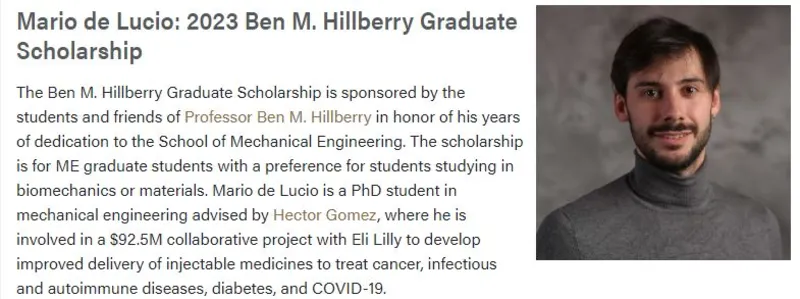 Mario de Lucio: 2023 Ben M. Hillberry Graduate
Scholarship
The Ben M. Hillberry Graduate Scholarship is sponsored by the
students and friends of Professor Ben M. Hillberry in honor of his years
of dedication to the School of Mechanical Engineering. The scholarship
is for ME graduate students with a preference for students studying in
biomechanics or materials. Mario de Lucio is a PhD student in
mechanical engineering advised by Hector Gomez, where he is
involved in a $92.5M collaborative project with Eli Lilly to develop
improved delivery of injectable medicines to treat cancer, infectious
and autoimmune diseases, diabetes, and COVID-19.